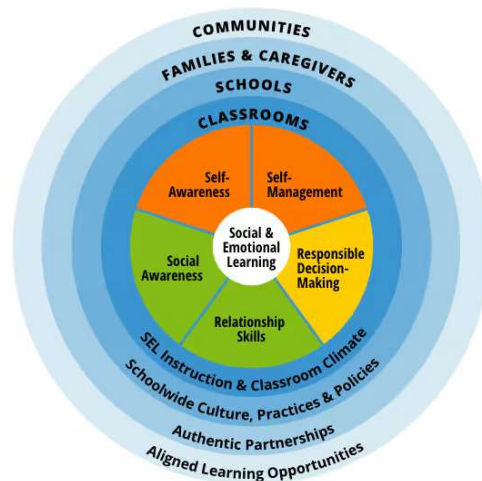 COMMUNITIES
FAMILIES & CAREGIVERS
SCHOOLS
CLASSROOMS
Self-
Awareness
Self-
Management
Social &
Emotional
Learning
Social
Awareness
Responsible
Decision-
Making
Relationship
Skills
SEL Instruction & Classroom Climate
Schoolwide Culture, Practices & Policies
Authentic Partnerships
Aligned Learning Opportunities